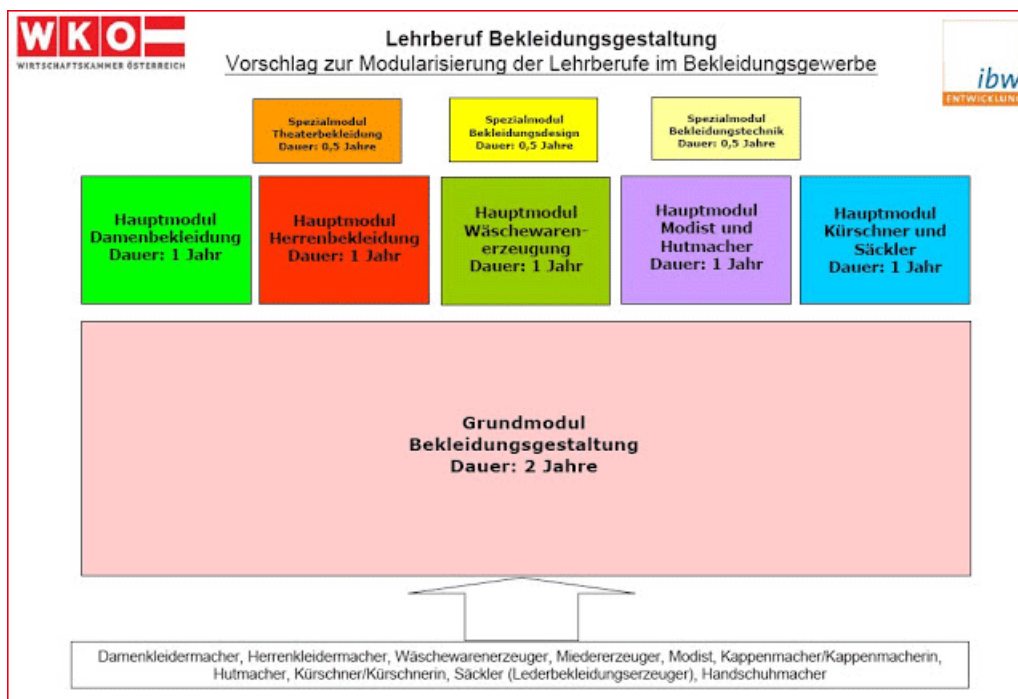 WKO
WIRTSCHAFTSKAMMER ÖSTERREICH
Lehrberuf Bekleidungsgestaltung
Vorschlag zur Modularisierung der Lehrberufe im Bekleidungsgewerbe
ibw
ENTWICKLUNG
Spezialmodul
Theaterbekleidung
Dauer: 0,5 Jahre
Spezialmodul
Bekleidungsdesign
Dauer: 0,5 Jahre
Spezialmodul
Bekleidungstechnik
Dauer: 0,5 Jahre
Hauptmodul
Damenbekleidung
Dauer: 1 Jahr
Hauptmodul
Herrenbekleidung
Dauer: 1 Jahr
Hauptmodul
Wäschewaren-
erzeugung
Dauer: 1 Jahr
Hauptmodul
Modist und
Hutmacher
Dauer: 1 Jahr
Hauptmodul
Kürschner und
Säckler
Dauer: 1 Jahr
Grundmodul
Bekleidungsgestaltung
Dauer: 2 Jahre
Damenkleidermacher, Herrenkleidermacher, Wäschewarenerzeuger, Miedererzeuger, Modist, Kappenmacher/Kappenmacherin,
Hutmacher, Kürschner/Kürschnerin, Säckler (Lederbekleidungserzeuger), Handschuhmacher